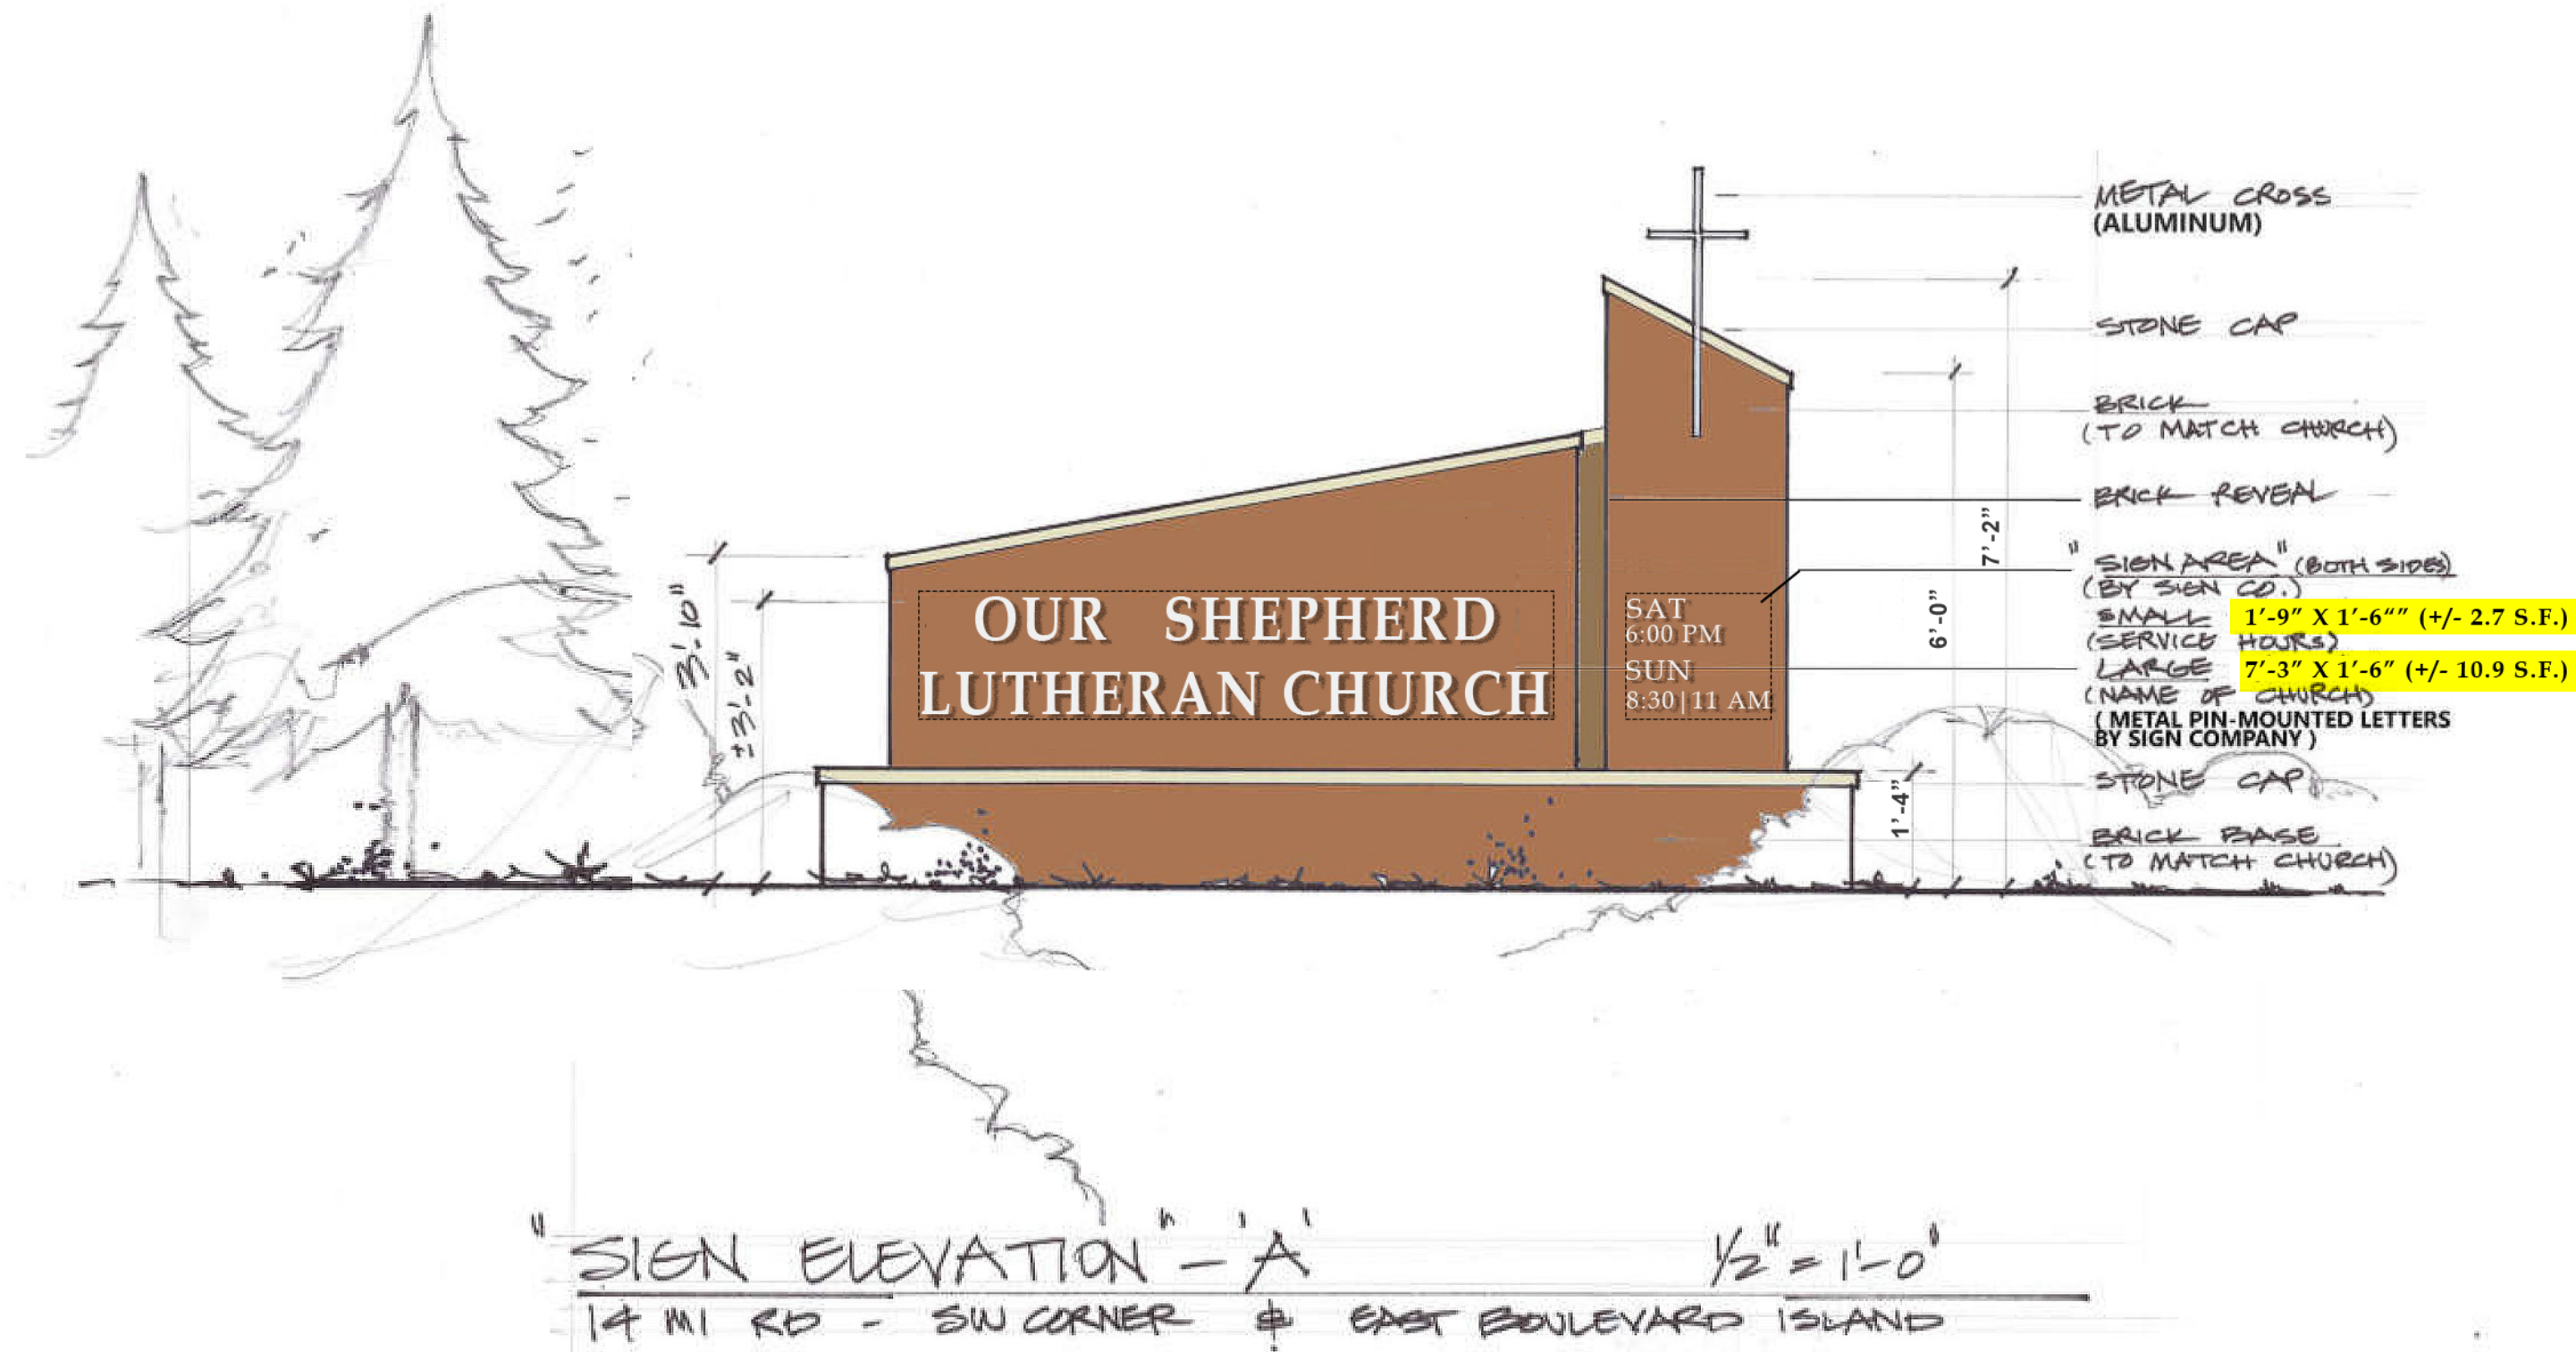 METAL CROSS
(ALUMINUM)
STONE CAP
BRICK
(TO MATCH CHURCH)
BRICK REVEAL
"SIGN AREA" (BOTH SIDES)
(BY SIGN CO.)
SMALL 1'-9" X 1'-6"" (+/- 2.7 S.F.)
(SERVICE HOURS)
LARGE 7'-3" X 1'-6" (+/- 10.9 S.F.)
(NAME OF CHURCH)
( METAL PIN-MOUNTED LETTERS
BY SIGN COMPANY )
STONE CAP
BRICK BASE
(TO MATCH CHURCH)
7'-2"
6'-0"
1'-4"
3'-10"
±3'-2"
OUR SHEPHERD
LUTHERAN CHURCH
SAT
6:00 PM
SUN
8:30|11 AM
"SIGN ELEVATION" - 'A'
1/2" = 1'-0"
14 MI RD - SW CORNER & EAST BOULEVARD ISLAND